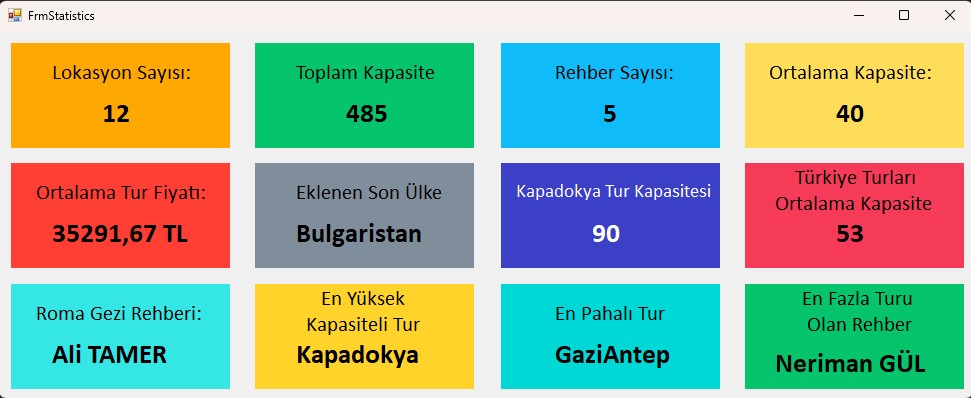 FrmStatistics
Lokasyon Sayısı:
12
Toplam Kapasite
485
Rehber Sayısı:
5
Ortalama Kapasite:
40
Ortalama Tur Fiyatı:
35291,67 TL
Eklenen Son Ülke
Bulgaristan
Kapadokya Tur Kapasitesi
90
Türkiye Turları
Ortalama Kapasite
53
Roma Gezi Rehberi:
Ali TAMER
En Yüksek
Kapasiteli Tur
Kapadokya
En Pahalı Tur
GaziAntep
En Fazla Turu
Olan Rehber
Neriman GÜL